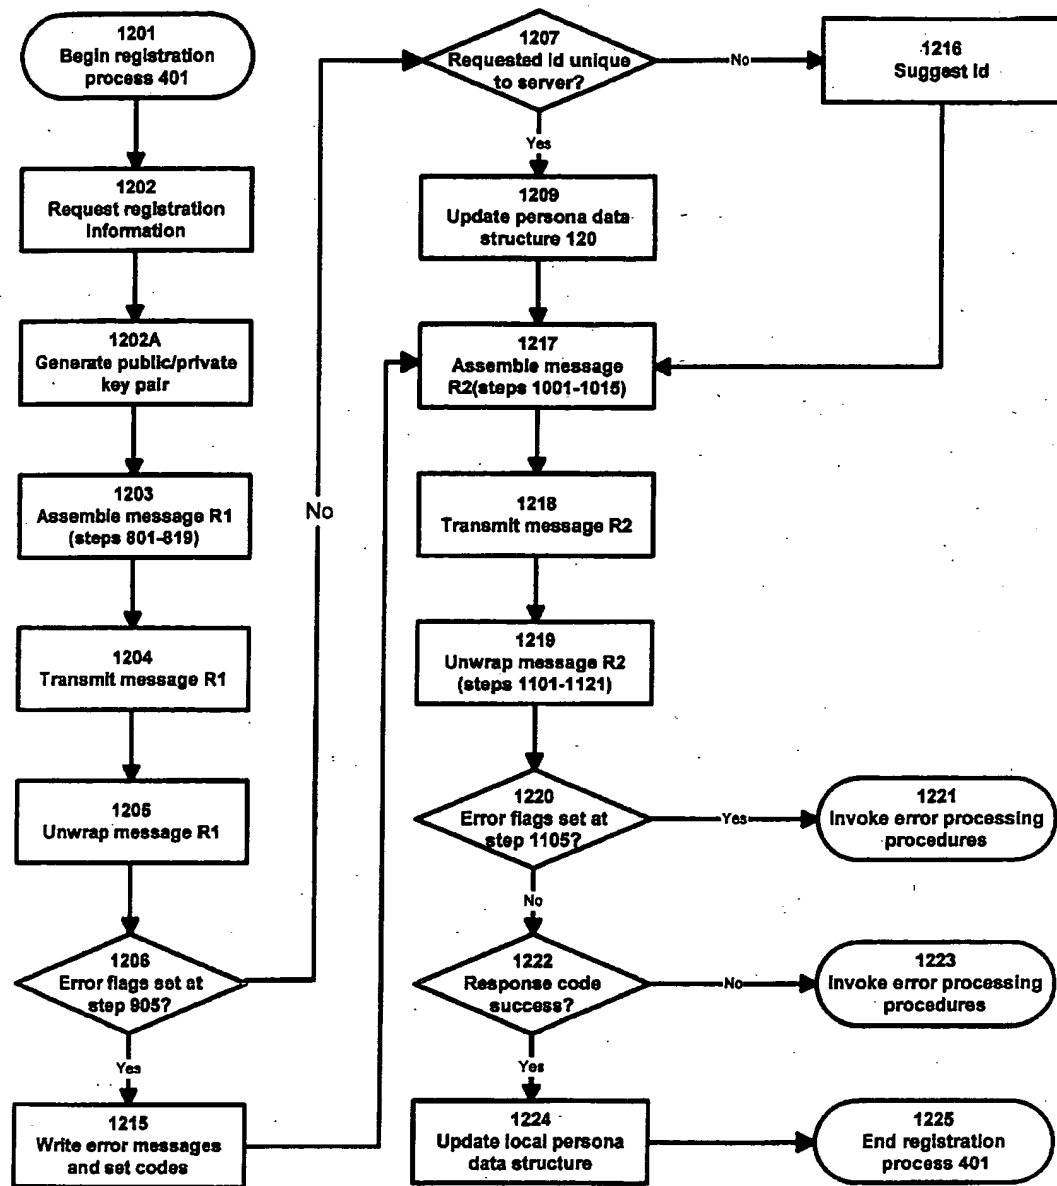 1201
Begin registration
process 401
1202
Request registration
information
1202A
Generate public/private
key pair
1203
Assemble message R1
(steps 801-819)
1204
Transmit message R1
1205
Unwrap message R1
1206
Error flags set at
step 905?
Yes
1215
Write error messages
and set codes
No
1207
Requested id unique
to server?
No
1216
Suggest id
Yes
1209
Update persona data
structure 120
1217
Assemble message
R2(steps 1001-1015)
1218
Transmit message R2
1219
Unwrap message R2
(steps 1101-1121)
1220
Error flags set at
step 1105?
Yes
1221
Invoke error processing
procedures
No
1222
Response code
success?
No
1223
Invoke error processing
procedures
Yes
1224
Update local persona
data structure
1225
End registration
process 401